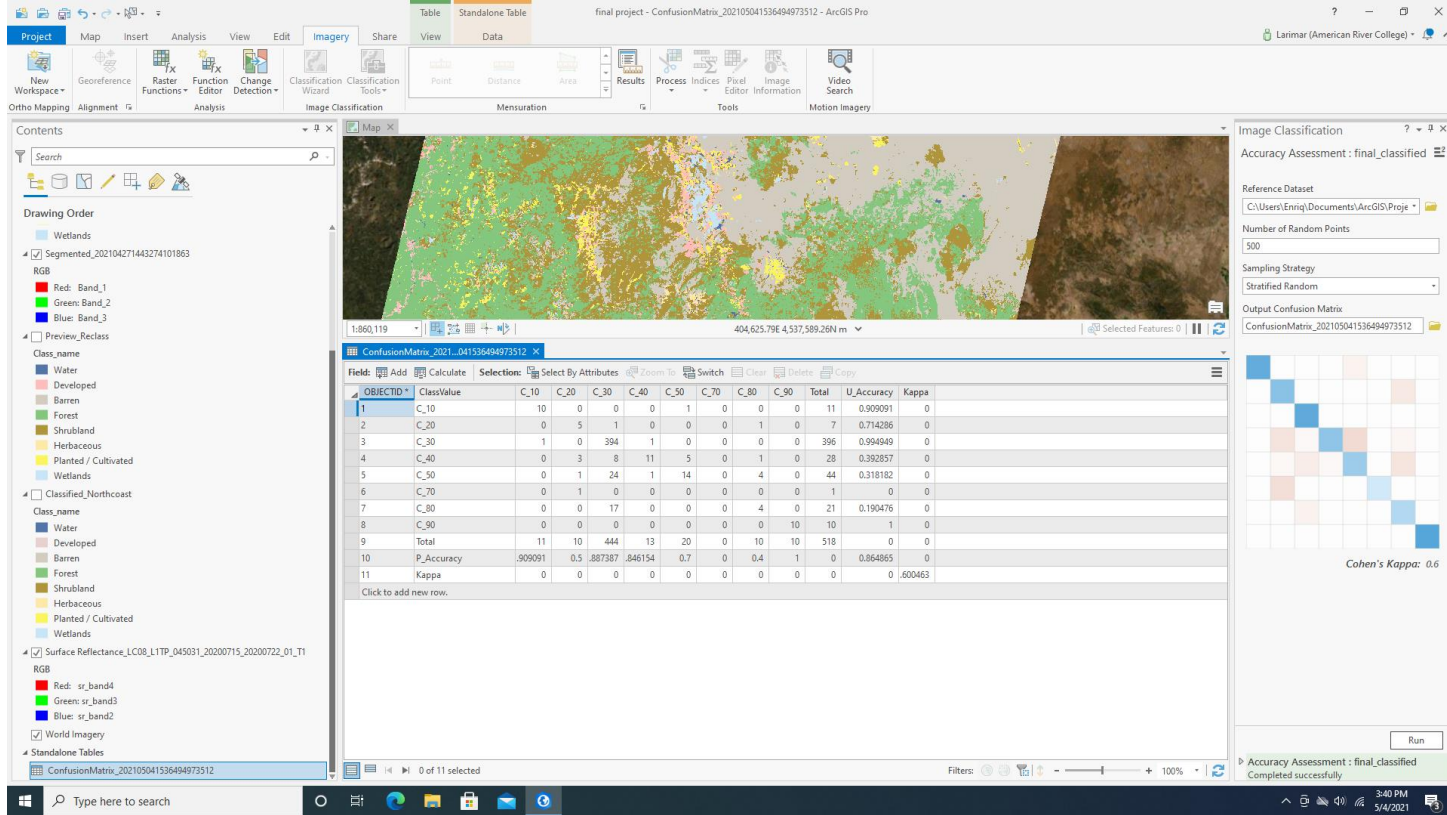 Table
Standalone Table
final project - ConfusionMatrix_202105041536494973512 - ArcGIS Pro
Project Map Insert Analysis View Edit Imagery Share View Data
Larimar (American River College)
New Workspace
Georeference
Raster Functions
Function Editor
Change Detection
Classification Wizard
Classification Tools
Point
Distance
Area
Results
Process
Indices
Pixel Editor
Image Information
Video Search
Ortho Mapping Alignment Analysis Image Classification Mensuration Tools Motion Imagery
Contents
Search
Drawing Order
Wetlands
Segmented_202104271443274101863
RGB
Red: Band_1
Green: Band_2
Blue: Band_3
Preview_Reclass
Class_name
Water
Developed
Barren
Forest
Shrubland
Herbaceous
Planted / Cultivated
Wetlands
Classified_Northcoast
Class_name
Water
Developed
Barren
Forest
Shrubland
Herbaceous
Planted / Cultivated
Wetlands
Surface Reflectance_LC08_L1TP_045031_20200715_20200722_01_T1
RGB
Red: sr_band4
Green: sr_band3
Blue: sr_band2
World Imagery
Standalone Tables
ConfusionMatrix_202105041536494973512
Map
1:860,119
404,625.79E 4,537,589.26N m
Selected Features: 0
ConfusionMatrix_2021...041536494973512
Field: Add Calculate Selection: Select By Attributes Zoom To Switch Clear Delete Copy
OBJECTID * ClassValue C_10 C_20 C_30 C_40 C_50 C_70 C_80 C_90 Total U_Accuracy Kappa
1 C_10 10 0 0 0 1 0 0 0 11 0.909091 0
2 C_20 0 5 1 0 0 0 1 0 7 0.714286 0
3 C_30 1 0 394 1 0 0 0 0 396 0.994949 0
4 C_40 0 3 8 11 5 0 1 0 28 0.392857 0
5 C_50 0 1 24 1 14 0 4 0 44 0.318182 0
6 C_70 0 1 0 0 0 0 0 0 1 0 0
7 C_80 0 0 17 0 0 0 4 0 21 0.190476 0
8 C_90 0 0 0 0 0 0 0 10 10 1 0
9 Total 11 10 444 13 20 0 10 10 518 0 0
10 P_Accuracy .909091 0.5 .887387 .846154 0.7 0 0.4 1 0 0.864865 0
11 Kappa 0 0 0 0 0 0 0 0 0 0 .600463
Click to add new row.
0 of 11 selected
Filters:
100%
Image Classification
Accuracy Assessment : final_classified
Reference Dataset
C:\Users\Enriq\Documents\ArcGIS\Proje
Number of Random Points
500
Sampling Strategy
Stratified Random
Output Confusion Matrix
ConfusionMatrix_202105041536494973512
Cohen's Kappa: 0.6
Run
Accuracy Assessment : final_classified
Completed successfully
Type here to search
3:40 PM
5/4/2021